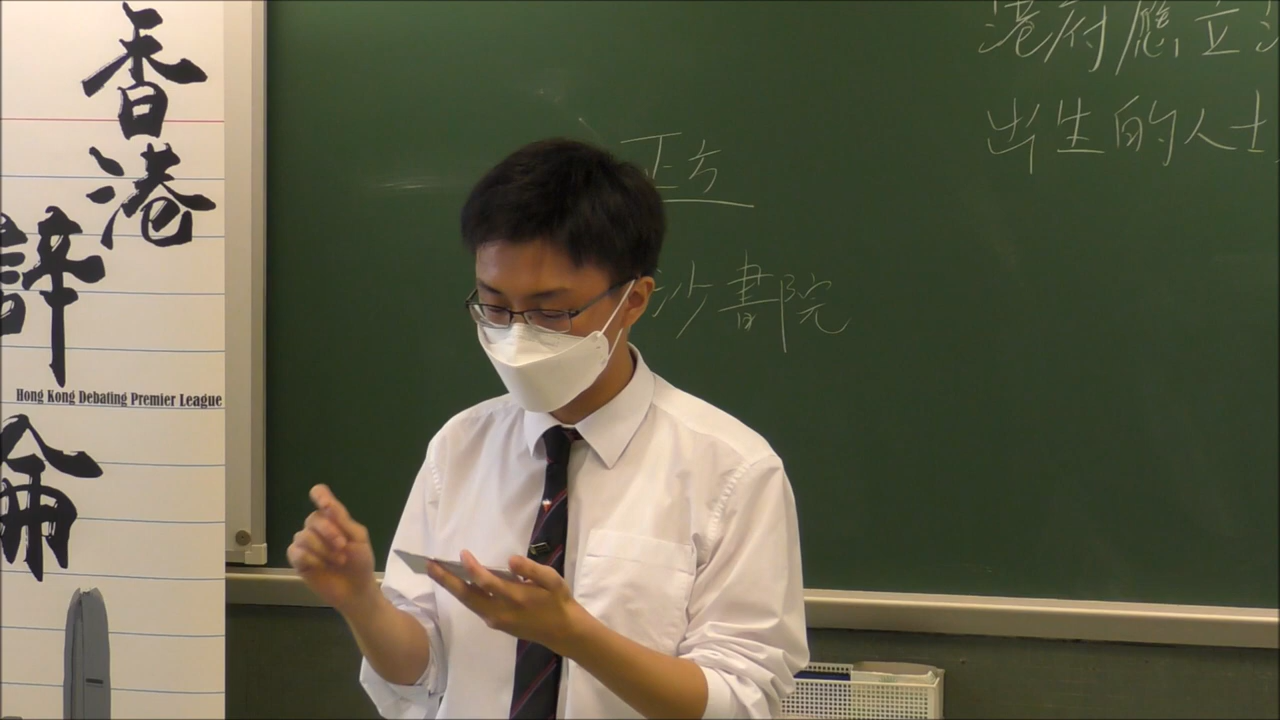 香港
辯論
Hong Kong Debating Premier League
正方
沙書院
港府應立
出生的人士